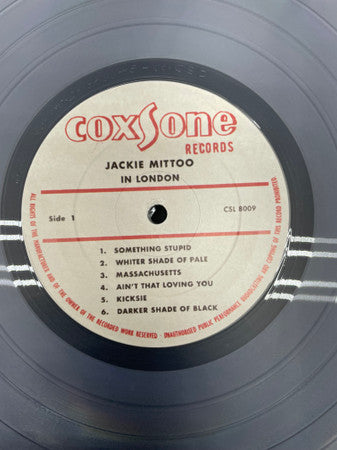 coxSone
RECORDS
JACKIE MITTOO
IN LONDON
Side 1
CSL 8009
1. SOMETHING STUPID
2. WHITER SHADE OF PALE
3. MASSACHUSETTS
4. AIN'T THAT LOVING YOU
5. KICKSIE
6. DARKER SHADE OF BLACK
ALL RIGHTS OF THE MANUFACTURER AND OF THE OWNER OF THE RECORDED WORK RESERVED · UNAUTHORISED PUBLIC PERFORMANCE, BROADCASTING AND COPYING OF THIS RECORD PROHIBITED